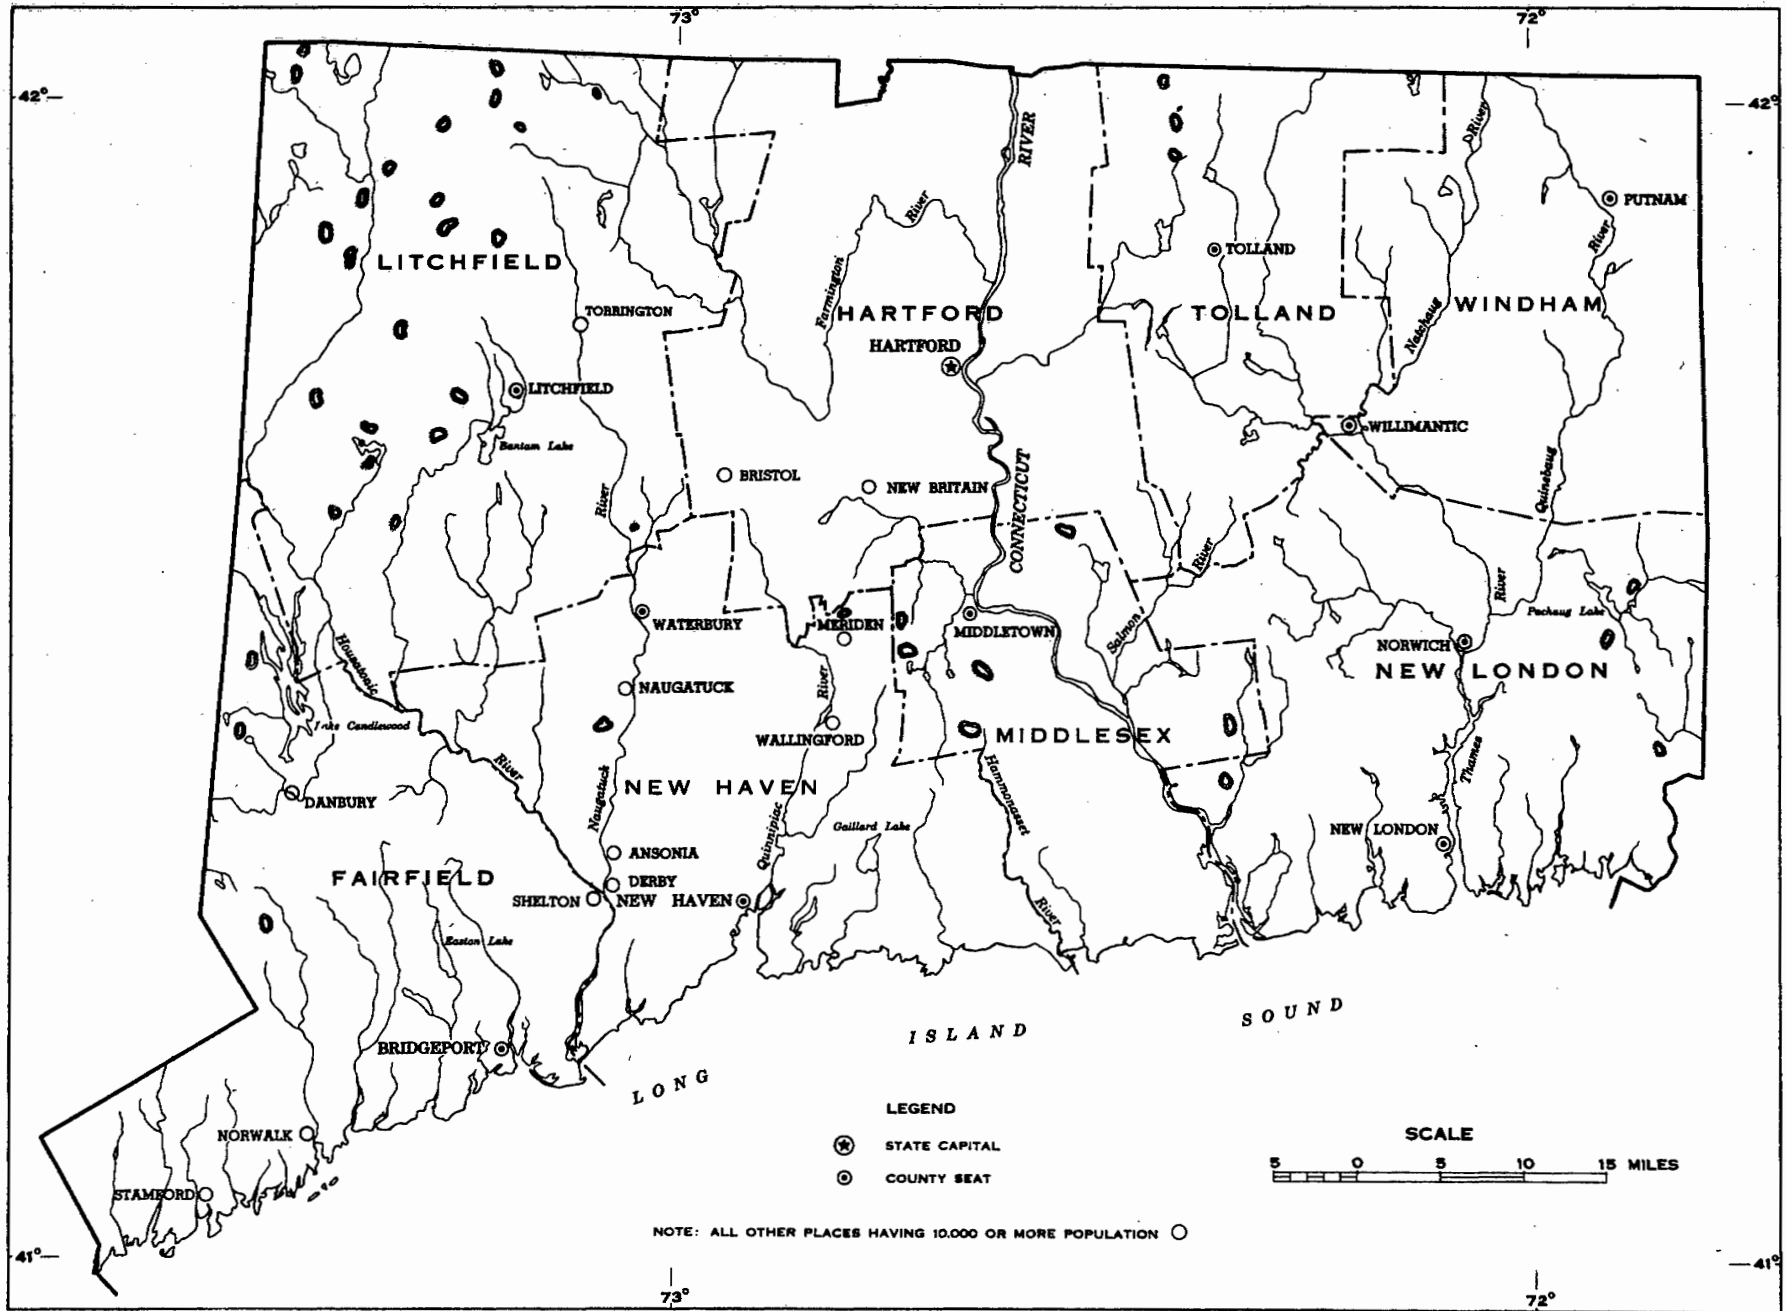 73°
72°
42°
42°
RIVER
River
River
PUTNAM
River
TOLLAND
LITCHFIELD
Farmington
TORRINGTON
HARTFORD
TOLLAND
WINDHAM
Natchaug
HARTFORD
LITCHFIELD
WILLIMANTIC
Bantam Lake
BRISTOL
NEW BRITAIN
River
CONNECTICUT
Quinebaug
River
River
WATERBURY
MERIDEN
MIDDLETOWN
Salmon
Pachaug Lake
NORWICH
NEW LONDON
Housatonic
NAUGATUCK
River
Lake Candlewood
WALLINGFORD
MIDDLESEX
River
Thames
NEW HAVEN
Hammonasset
DANBURY
Naugatuck
Quinnipiac
Gaillard Lake
NEW LONDON
ANSONIA
FAIRFIELD
DERBY
SHELTON
NEW HAVEN
River
Easton Lake
LONG ISLAND SOUND
BRIDGEPORT
NORWALK
STAMFORD
LEGEND
STATE CAPITAL
COUNTY SEAT
SCALE
5 0 5 10 15 MILES
NOTE: ALL OTHER PLACES HAVING 10,000 OR MORE POPULATION
41°
41°
73°
72°